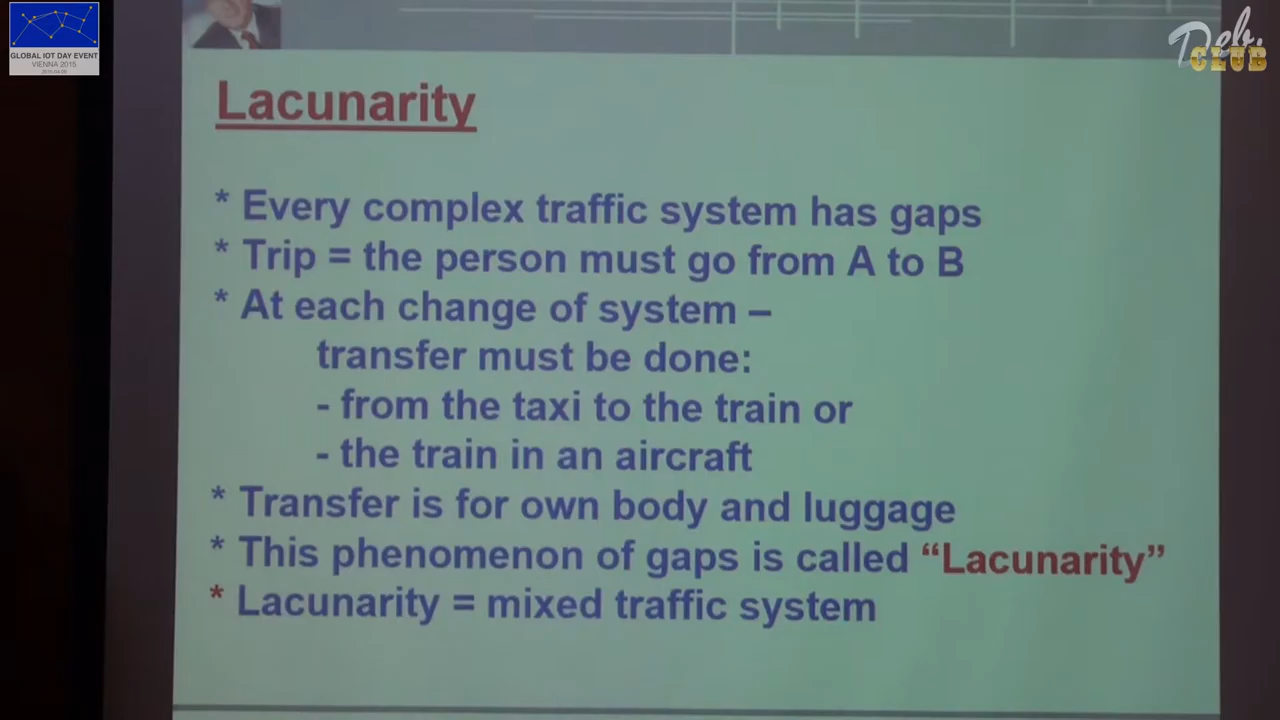 GLOBAL IOT DAY EVENT
VIENNA 2015
Deb.
CLUB
Lacunarity
* Every complex traffic system has gaps
* Trip = the person must go from A to B
* At each change of system –
transfer must be done:
- from the taxi to the train or
- the train in an aircraft
* Transfer is for own body and luggage
* This phenomenon of gaps is called “Lacunarity”
* Lacunarity = mixed traffic system